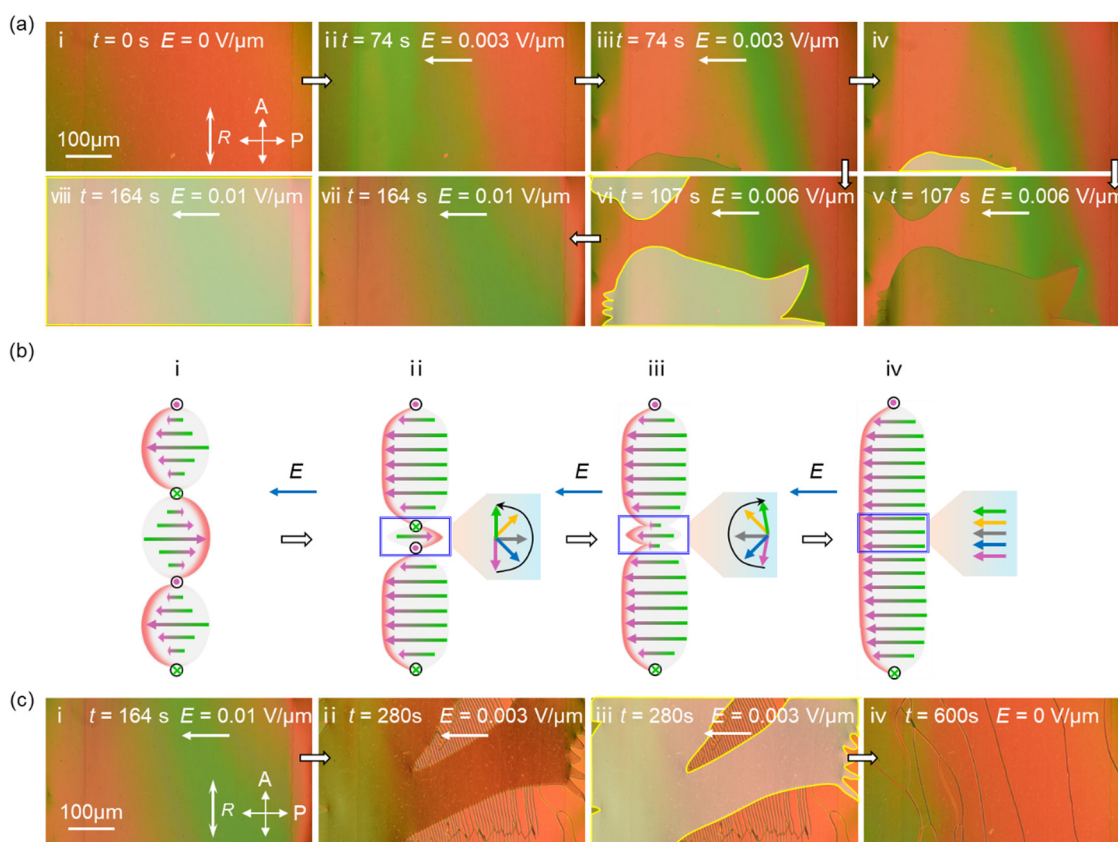 (a)
i t = 0 s E = 0 V/μm
A
R
P
100μm
ii t = 74 s E = 0.003 V/μm
iii t = 74 s E = 0.003 V/μm
iv
viii t = 164 s E = 0.01 V/μm
vii t = 164 s E = 0.01 V/μm
vi t = 107 s E = 0.006 V/μm
v t = 107 s E = 0.006 V/μm
(b)
i
ii
iii
iv
E
E
E
(c)
i t = 164 s E = 0.01 V/μm
A
R
P
100μm
ii t = 280s E = 0.003 V/μm
iii t = 280s E = 0.003 V/μm
iv t = 600s E = 0 V/μm